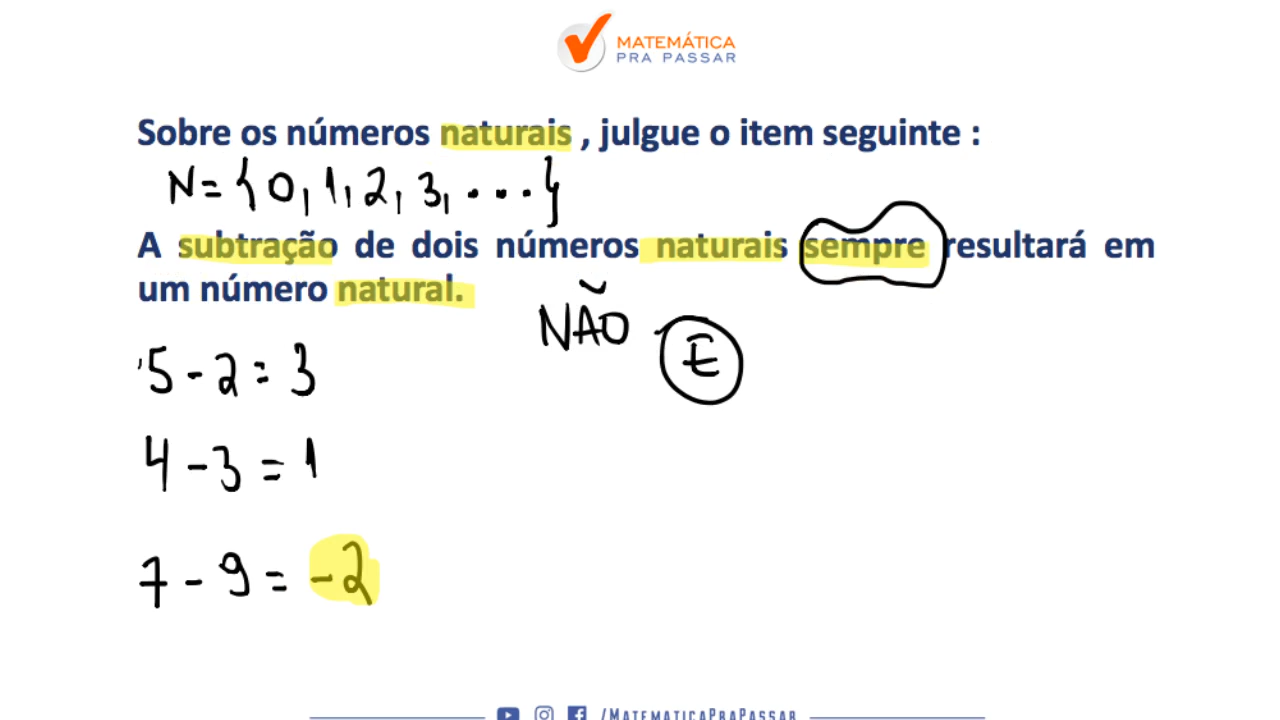 MATEMÁTICA
PRA PASSAR
Sobre os números naturais , julgue o item seguinte :
N = { 0, 1, 2, 3, ... }
A subtração de dois números naturais sempre resultará em
um número natural.
NÃO E
5 - 2 = 3
4 - 3 = 1
7 - 9 = -2
/MATEMATICAPRAPASSAR